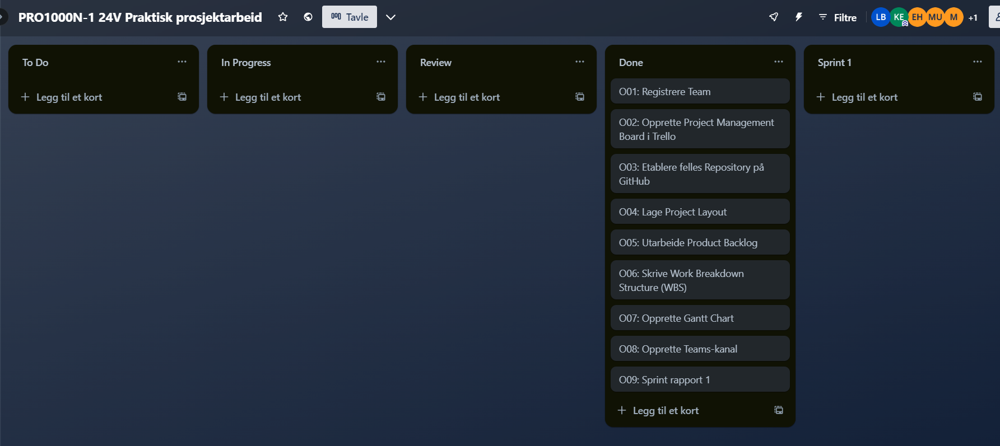 PRO1000N-1 24V Praktisk prosjektarbeid
Tavle
Filtre
LB
KE
EH
MU
M
+1
To Do
Legg til et kort
In Progress
Legg til et kort
Review
Legg til et kort
Done
O01: Registrere Team
O02: Opprette Project Management
Board i Trello
O03: Etablere felles Repository på
GitHub
O04: Lage Project Layout
O05: Utarbeide Product Backlog
O06: Skrive Work Breakdown
Structure (WBS)
O07: Opprette Gantt Chart
O08: Opprette Teams-kanal
O09: Sprint rapport 1
Legg til et kort
Sprint 1
Legg til et kort